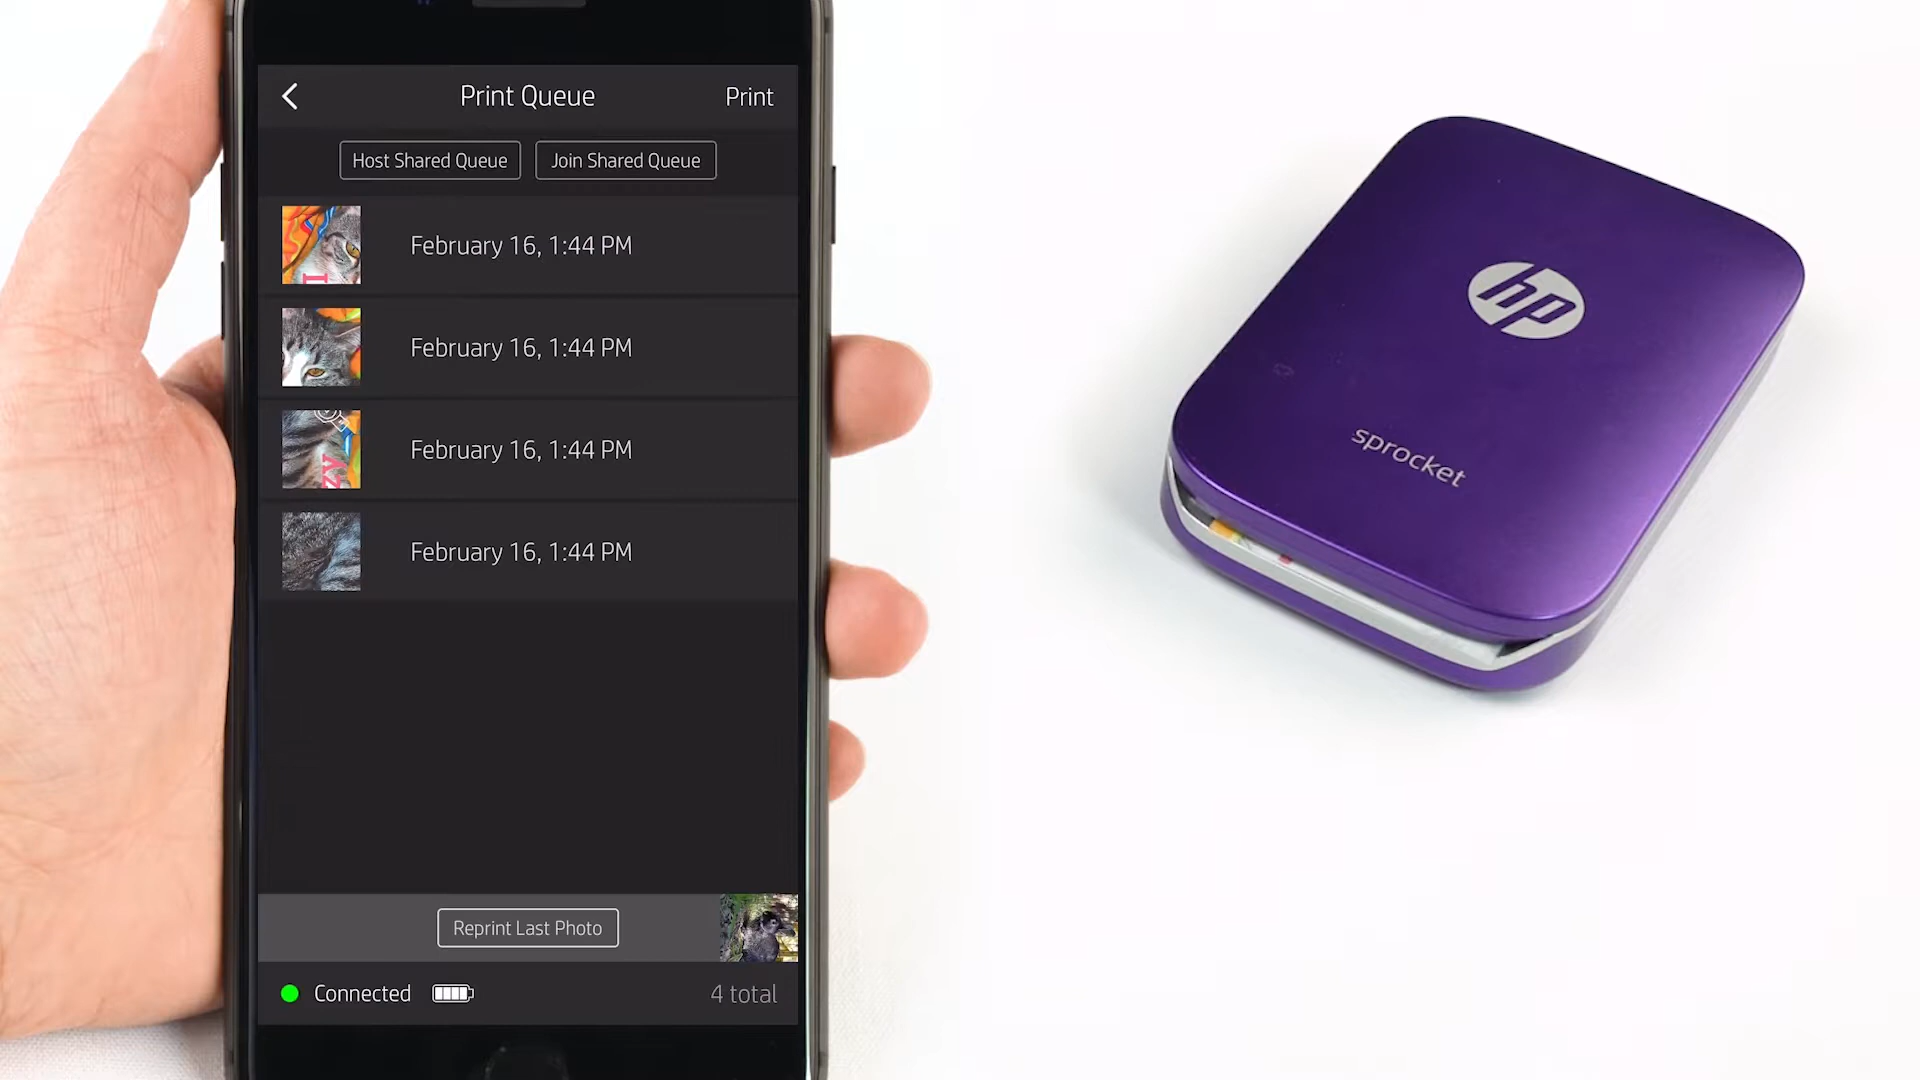 Print Queue
Print
Host Shared Queue
Join Shared Queue
I
February 16, 1:44 PM
February 16, 1:44 PM
zy
February 16, 1:44 PM
February 16, 1:44 PM
Reprint Last Photo
Connected
4 total
hp
sprocket